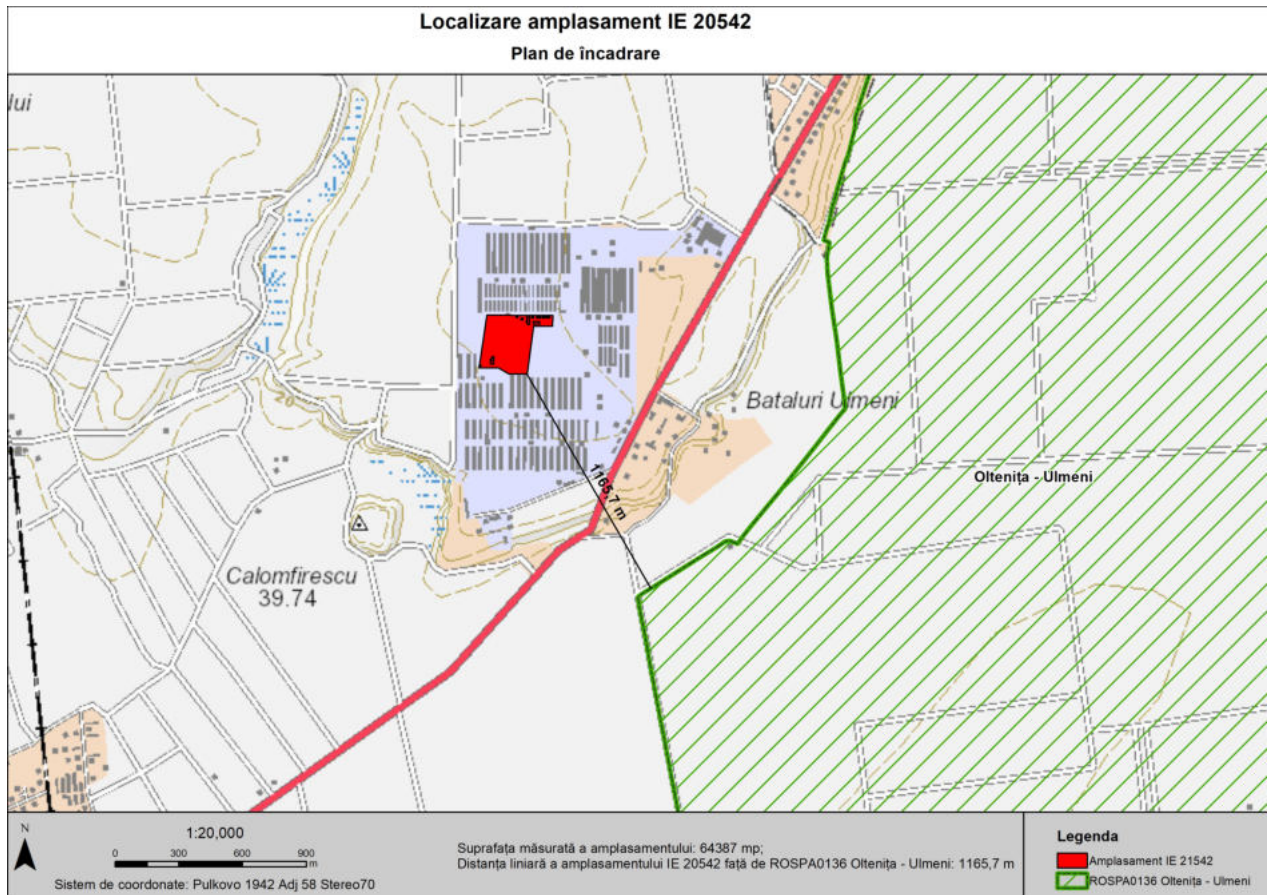 Localizare amplasament IE 20542
Plan de încadrare
lui
20
Bataluri Ulmeni
Oltenița - Ulmeni
1165,7 m
Calomfirescu
39.74
N
1:20,000
0 300 600 900
m
Sistem de coordonate: Pulkovo 1942 Adj 58 Stereo70
Suprafața măsurată a amplasamentului: 64387 mp;
Distanța liniară a amplasamentului IE 20542 față de ROSPA0136 Oltenița - Ulmeni: 1165,7 m
Legenda
Amplasament IE 21542
ROSPA0136 Oltenița - Ulmeni